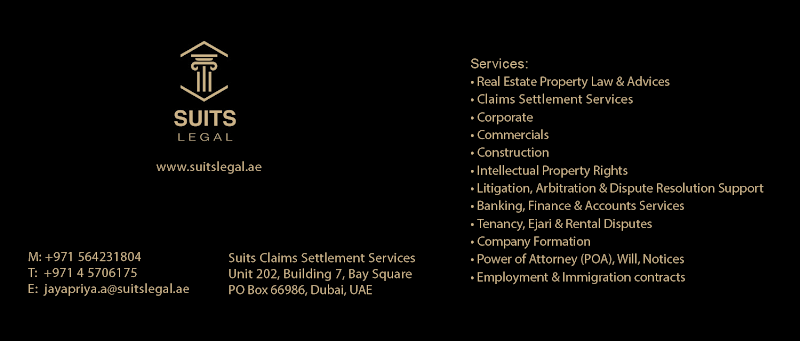 SUITS
LEGAL
www.suitslegal.ae
M: +971 564231804
T: +971 4 5706175
E: jayapriya.a@suitslegal.ae
Suits Claims Settlement Services
Unit 202, Building 7, Bay Square
PO Box 66986, Dubai, UAE
Services:
• Real Estate Property Law & Advices
• Claims Settlement Services
• Corporate
• Commercials
• Construction
• Intellectual Property Rights
• Litigation, Arbitration & Dispute Resolution Support
• Banking, Finance & Accounts Services
• Tenancy, Ejari & Rental Disputes
• Company Formation
• Power of Attorney (POA), Will, Notices
• Employment & Immigration contracts